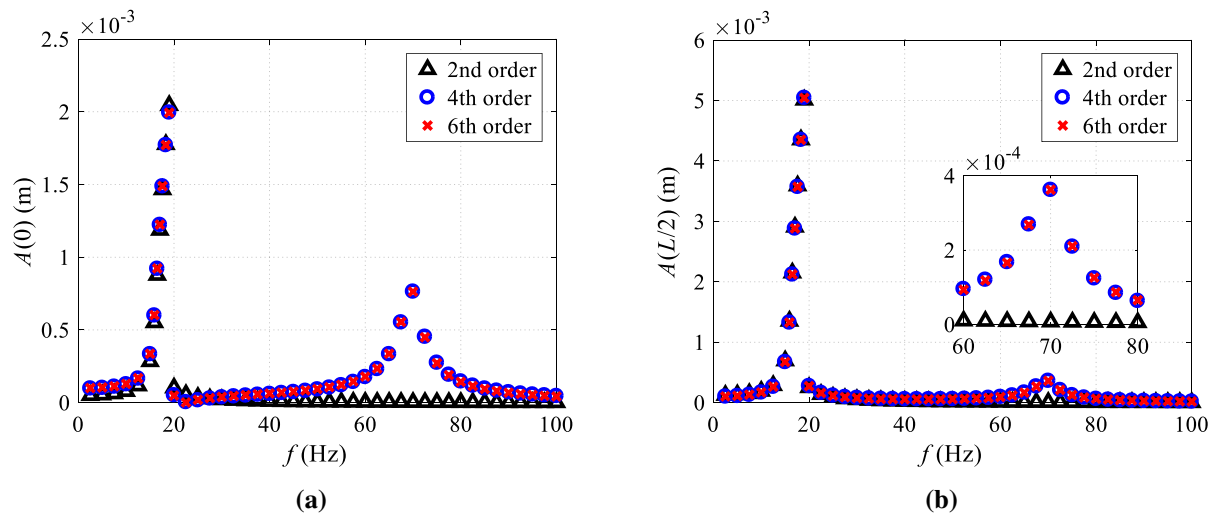 ×10-3
2.5
2
1.5
1
0.5
0
0 20 40 60 80 100
A(0) (m)
f (Hz)
2nd order
4th order
6th order
(a)
×10-3
6
5
4
3
2
1
0
0 20 40 60 80 100
A(L/2) (m)
f (Hz)
2nd order
4th order
6th order
×10-4
4
2
0
60 70 80
(b)